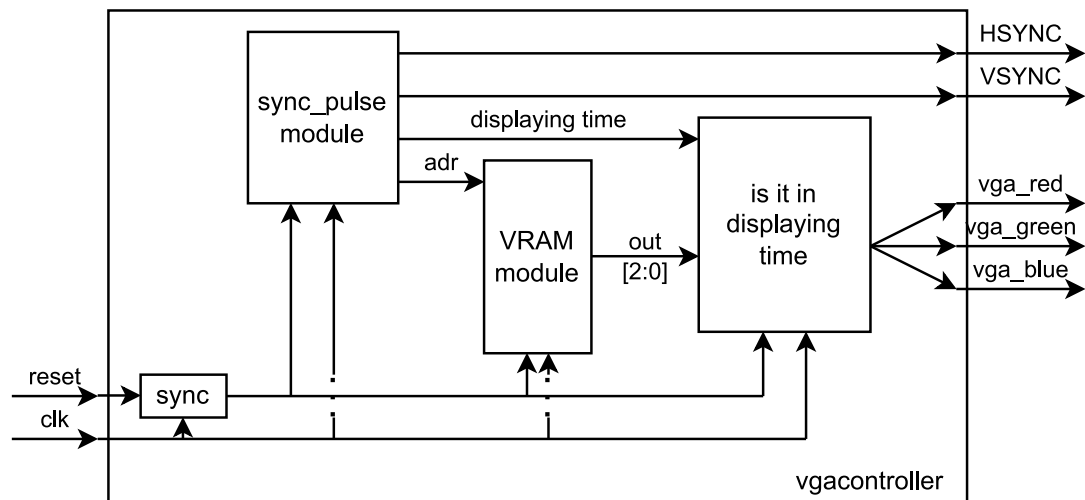 HSYNC
VSYNC
sync_pulse
module
displaying time
adr
is it in
displaying
time
vga_red
vga_green
vga_blue
VRAM
module
out
[2:0]
reset
sync
clk
vgacontroller